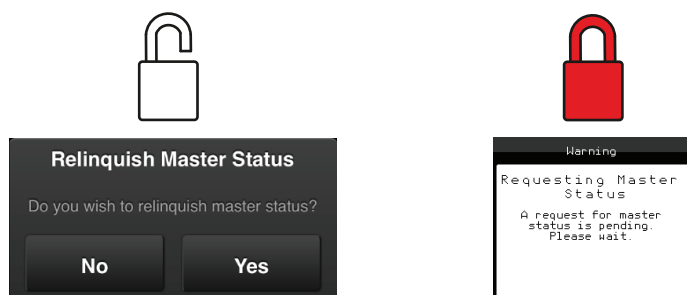 Relinquish Master Status
Do you wish to relinquish master status?
No
Yes
Warning
Requesting Master
Status
A request for master
status is pending.
Please wait.